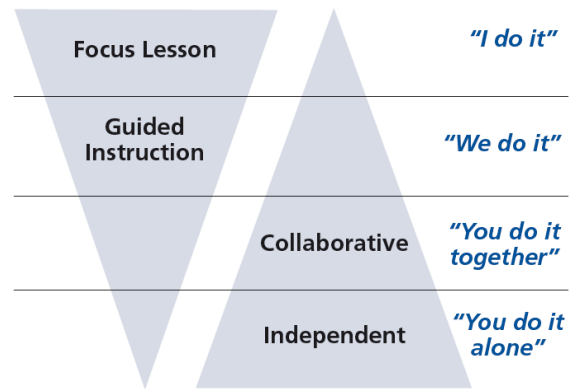 Focus Lesson
“I do it”
Guided
Instruction
“We do it”
Collaborative
“You do it
together”
Independent
“You do it
alone”